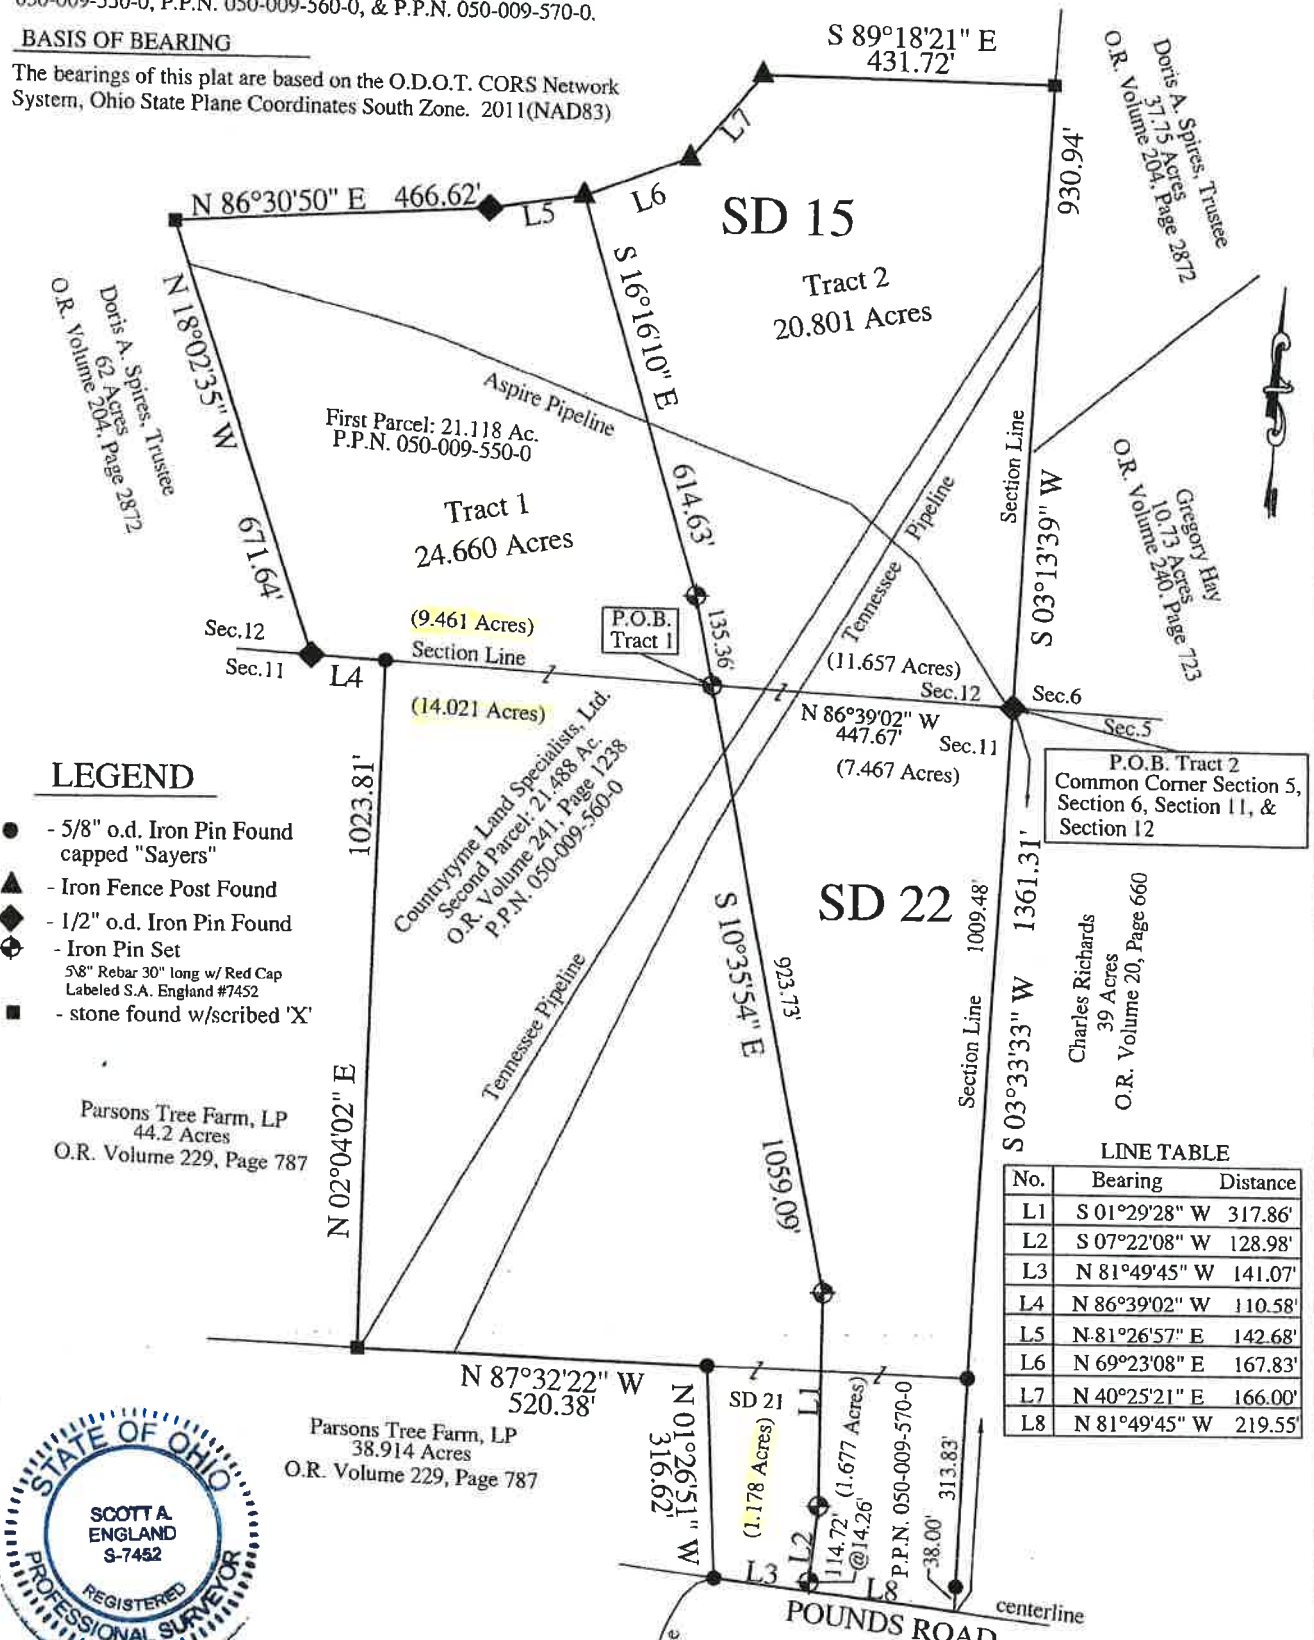 050-009-550-0, P.P.N. 050-009-560-0, & P.P.N. 050-009-570-0.
BASIS OF BEARING
The bearings of this plat are based on the O.D.O.T. CORS Network
System, Ohio State Plane Coordinates South Zone. 2011(NAD83)
S 89°18'21" E
431.72'
Doris A. Spires, Trustee
37.75 Acres
O.R. Volume 204, Page 2872
930.94'
L7
L6
N 86°30'50" E 466.62'
L5
SD 15
Tract 2
20.801 Acres
S 16°16'10" E
614.63'
N 18°02'35" W
671.64'
Doris A. Spires, Trustee
62 Acres
O.R. Volume 204, Page 2872
Aspire Pipeline
First Parcel: 21.118 Ac.
P.P.N. 050-009-550-0
Tract 1
24.660 Acres
Section Line
S 03°13'39" W
Tennessee Pipeline
Gregory Hay
10.73 Acres
O.R. Volume 240, Page 723
(9.461 Acres)
Section Line
P.O.B.
Tract 1
135.36'
Sec.12
Sec.11
L4
(14.021 Acres)
(11.657 Acres)
Sec.12
Sec.6
N 86°39'02" W
447.67'
Sec.11
Sec.5
(7.467 Acres)
P.O.B. Tract 2
Common Corner Section 5,
Section 6, Section 11, &
Section 12
LEGEND
- 5/8" o.d. Iron Pin Found
capped "Sayers"
- Iron Fence Post Found
- 1/2" o.d. Iron Pin Found
- Iron Pin Set
5\8" Rebar 30" long w/ Red Cap
Labeled S.A. England #7452
- stone found w/scribed 'X'
1023.81'
N 02°04'02" E
Countrytyme Land Specialists, Ltd.
Second Parcel: 21.488 Ac.
O.R. Volume 241, Page 1238
P.P.N. 050-009-560-0
SD 22
S 10°35'54" E
923.73'
1059.09'
Section Line 1009.48'
S 03°33'33" W 1361.31'
Charles Richards
39 Acres
O.R. Volume 20, Page 660
Tennessee Pipeline
Parsons Tree Farm, LP
44.2 Acres
O.R. Volume 229, Page 787
LINE TABLE
No. Bearing Distance
L1 S 01°29'28" W 317.86'
L2 S 07°22'08" W 128.98'
L3 N 81°49'45" W 141.07'
L4 N 86°39'02" W 110.58'
L5 N 81°26'57" E 142.68'
L6 N 69°23'08" E 167.83'
L7 N 40°25'21" E 166.00'
L8 N 81°49'45" W 219.55'
N 87°32'22" W
520.38'
Parsons Tree Farm, LP
38.914 Acres
O.R. Volume 229, Page 787
N 01°26'51" W
316.62'
SD 21
(1.178 Acres)
L1
L2
114.72'
@14.26'
(1.677 Acres)
P.P.N. 050-009-570-0
38.00'
313.83'
L3
L8
centerline
POUNDS ROAD
STATE OF OHIO
SCOTT A.
ENGLAND
S-7452
REGISTERED
PROFESSIONAL SURVEYOR